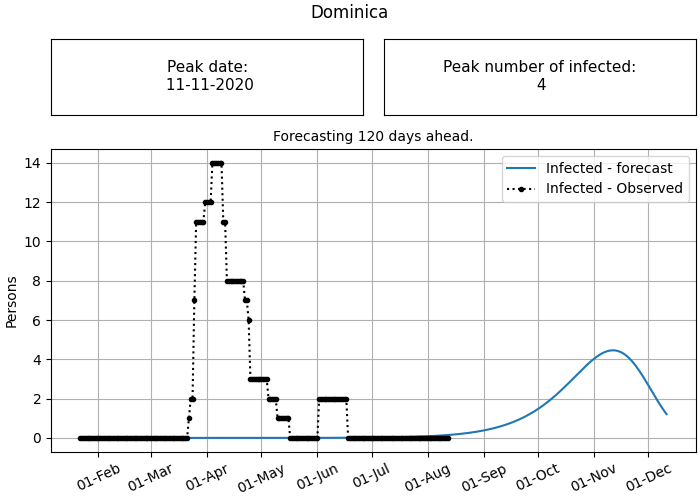 Dominica
Peak date:
11-11-2020
Peak number of infected:
4
Forecasting 120 days ahead.
Infected - forecast
Infected - Observed
Persons
14
12
10
8
6
4
2
0
01-Feb
01-Mar
01-Apr
01-May
01-Jun
01-Jul
01-Aug
01-Sep
01-Oct
01-Nov
01-Dec